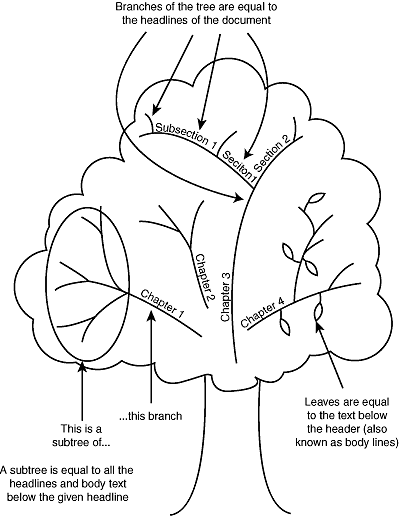 Branches of the tree are equal to
the headlines of the document
Subsection 1
Seciton1
Section 2
Chapter 1
Chapter 2
Chapter 3
Chapter 4
This is a
subtree of...
...this branch
Leaves are equal
to the text below
the header (also
known as body lines)
A subtree is equal to all the
headlines and body text
below the given headline